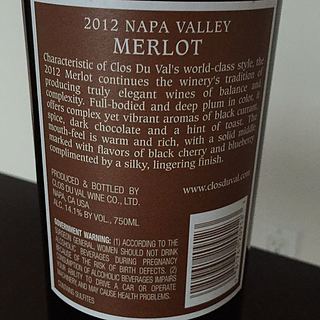 2012 NAPA VALLEY
MERLOT
Characteristic of Clos Du Val's world-class style, the
2012 Merlot continues the winery's tradition of
producing truly elegant wines of balance and
complexity. Full-bodied and deep plum in color, it
offers complex yet vibrant aromas of black currant,
spice, dark chocolate and a hint of toast. The
mouth-feel is warm and rich, with a solid middle
marked with flavors of black cherry and blueberry
complimented by a silky, lingering finish.
PRODUCED & BOTTLED BY
CLOS DU VAL WINE CO., LTD.
NAPA, CA USA
ALC. 14.1% BY VOL., 750ML
www.closduval.com
GOVERNMENT WARNING: (1) ACCORDING TO THE
SURGEON GENERAL, WOMEN SHOULD NOT DRINK
ALCOHOLIC BEVERAGES DURING PREGNANCY
BECAUSE OF THE RISK OF BIRTH DEFECTS. (2)
CONSUMPTION OF ALCOHOLIC BEVERAGES IMPAIRS
YOUR ABILITY TO DRIVE A CAR OR OPERATE
MACHINERY, AND MAY CAUSE HEALTH PROBLEMS.
CONTAINS SULFITES